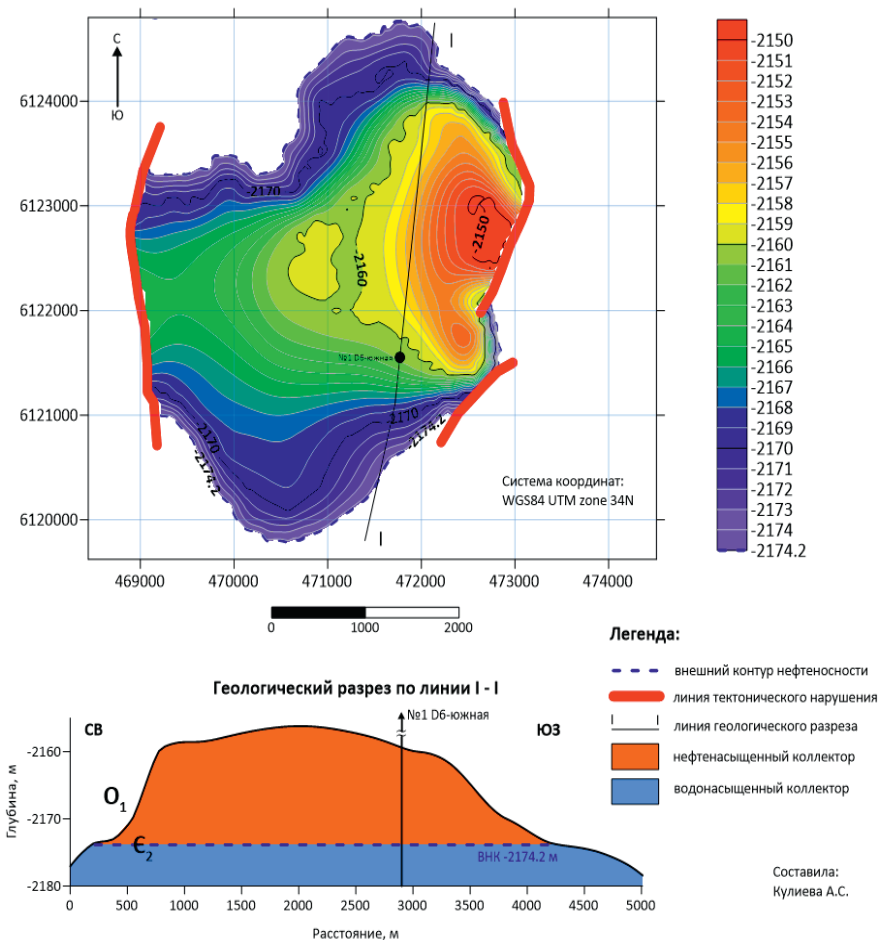 I
С
Ю
6124000
6123000
6122000
6121000
6120000
-2170
-2150
-2160
№1 D6-южная
-2170
-2174.2
-2170
-2174.2
I
Система координат:
WGS84 UTM zone 34N
469000
470000
471000
472000
473000
474000
-2150
-2151
-2152
-2153
-2154
-2155
-2156
-2157
-2158
-2159
-2160
-2161
-2162
-2163
-2164
-2165
-2166
-2167
-2168
-2169
-2170
-2171
-2172
-2173
-2174
-2174.2
0
1000
2000
Легенда:
внешний контур нефтеносности
линия тектонического нарушения
I I
линия геологического разреза
нефтенасыщенный коллектор
водонасыщенный коллектор
Геологический разрез по линии I - I
№1 D6-южная
СВ
ЮЗ
Глубина, м
-2160
-2170
-2180
O1
Є2
ВНК -2174.2 м
0
500
1000
1500
2000
2500
3000
3500
4000
4500
5000
Расстояние, м
Составила:
Кулиева А.С.